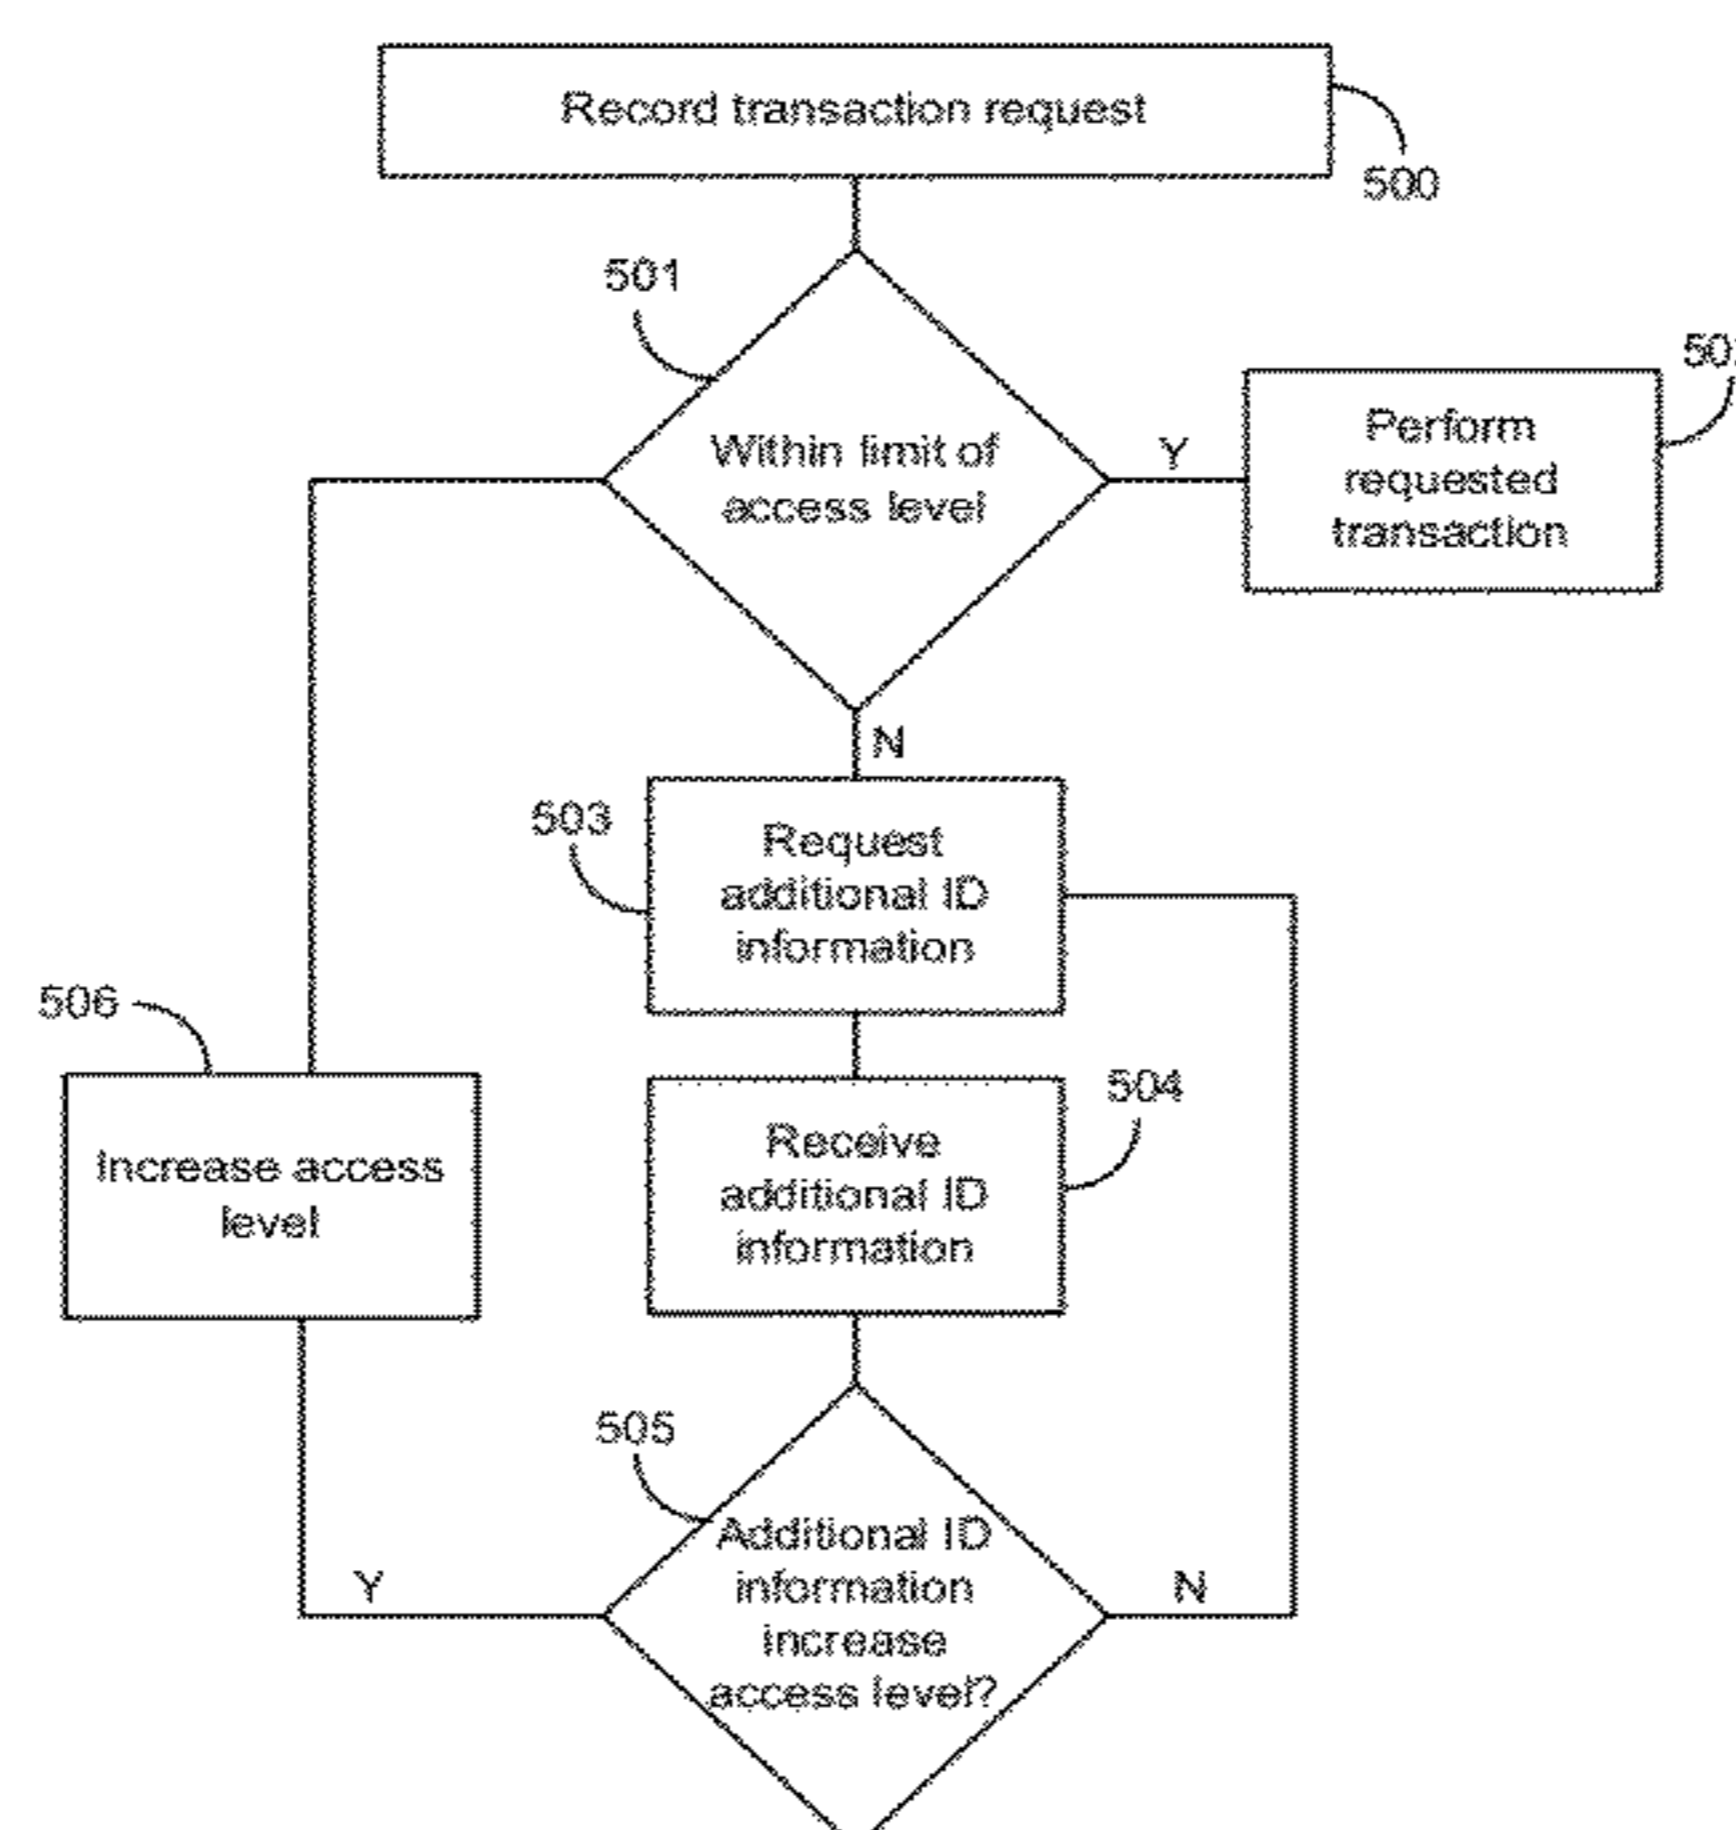 Record transaction request
500
501
Within limit of
access level
Y
Perform
requested
transaction
N
503
Request
additional ID
information
506
Increase access
level
504
Receive
additional ID
information
505
Additional ID
information
increase
access level?
Y
N